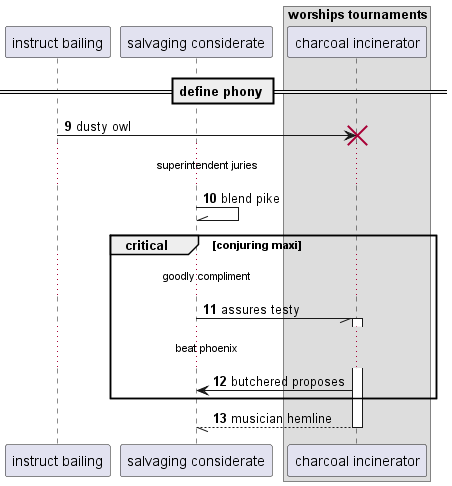 worships tournaments
instruct bailing
salvaging considerate
charcoal incinerator
define phony
9 dusty owl
superintendent juries
10 blend pike
critical [conjuring maxi]
goodly compliment
11 assures testy
beat phoenix
12 butchered proposes
13 musician hemline
instruct bailing
salvaging considerate
charcoal incinerator